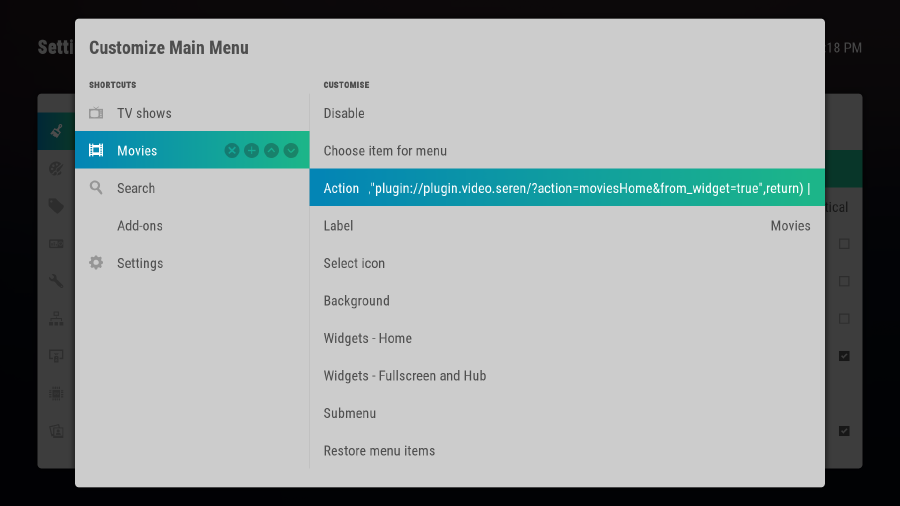 Setti
18 PM
Customize Main Menu
SHORTCUTS
CUSTOMISE
TV shows
Disable
Movies
Choose item for menu
Search
Action ,"plugin://plugin.video.seren/?action=moviesHome&from_widget=true",return) |
Add-ons
Label Movies
tical
Settings
Select icon
Background
Widgets - Home
Widgets - Fullscreen and Hub
Submenu
Restore menu items